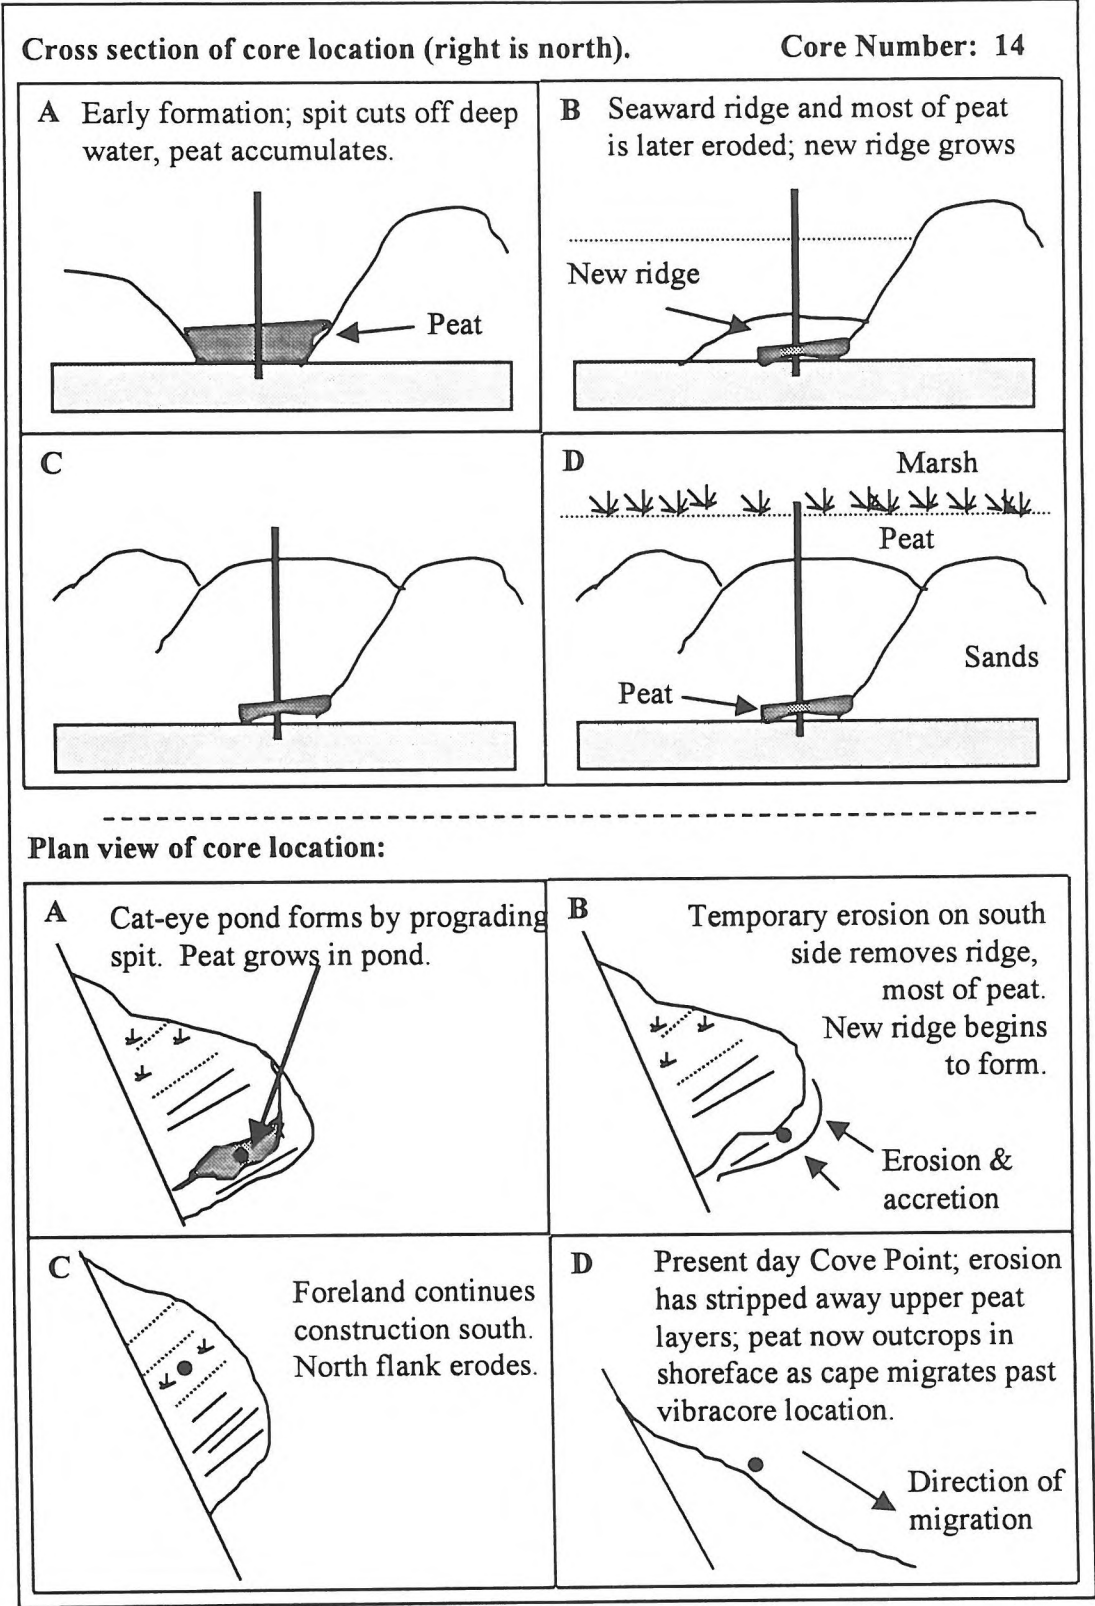 Cross section of core location (right is north).
Core Number: 14
A Early formation; spit cuts off deep
water, peat accumulates.
Peat
B Seaward ridge and most of peat
is later eroded; new ridge grows
New ridge
C
D
Marsh
Peat
Sands
Peat
Plan view of core location:
A Cat-eye pond forms by prograding
spit. Peat grows in pond.
B Temporary erosion on south
side removes ridge,
most of peat.
New ridge begins
to form.
Erosion &
accretion
C Foreland continues
construction south.
North flank erodes.
D Present day Cove Point; erosion
has stripped away upper peat
layers; peat now outcrops in
shoreface as cape migrates past
vibracore location.
Direction of
migration